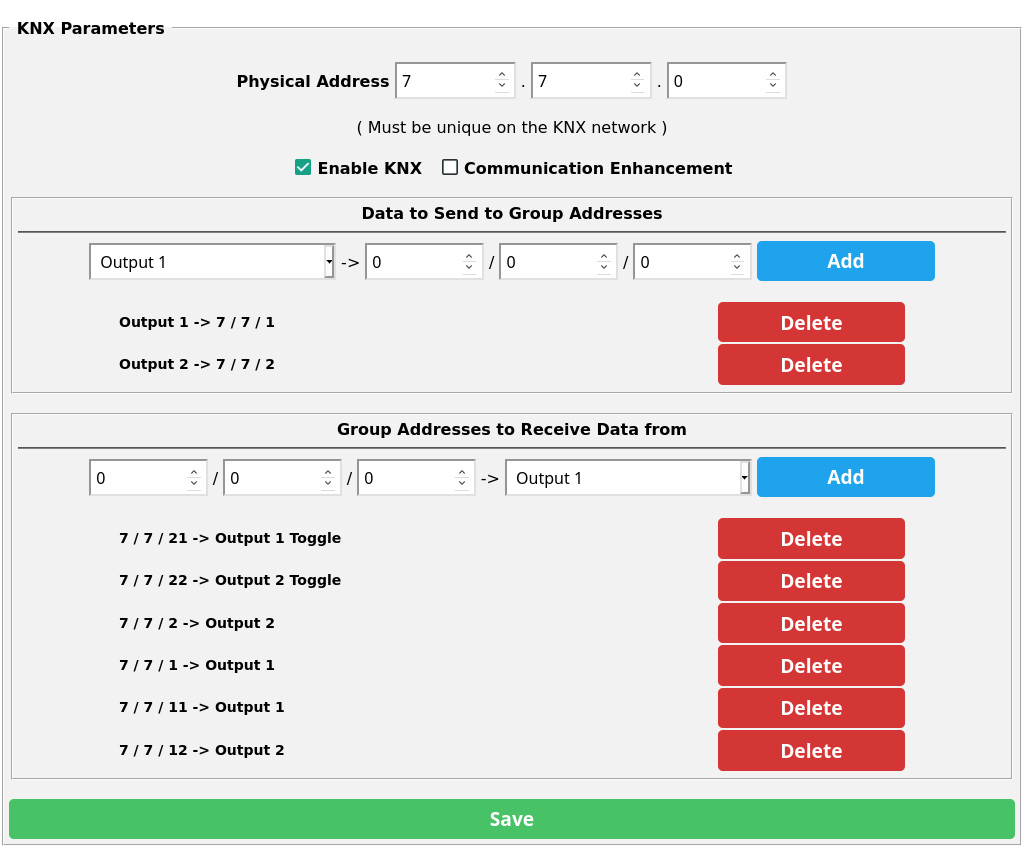 KNX Parameters
Physical Address 7 . 7 . 0
( Must be unique on the KNX network )
Enable KNX Communication Enhancement
Data to Send to Group Addresses
Output 1 -> 0 / 0 / 0 Add
Output 1 -> 7 / 7 / 1 Delete
Output 2 -> 7 / 7 / 2 Delete
Group Addresses to Receive Data from
0 / 0 / 0 -> Output 1 Add
7 / 7 / 21 -> Output 1 Toggle Delete
7 / 7 / 22 -> Output 2 Toggle Delete
7 / 7 / 2 -> Output 2 Delete
7 / 7 / 1 -> Output 1 Delete
7 / 7 / 11 -> Output 1 Delete
7 / 7 / 12 -> Output 2 Delete
Save